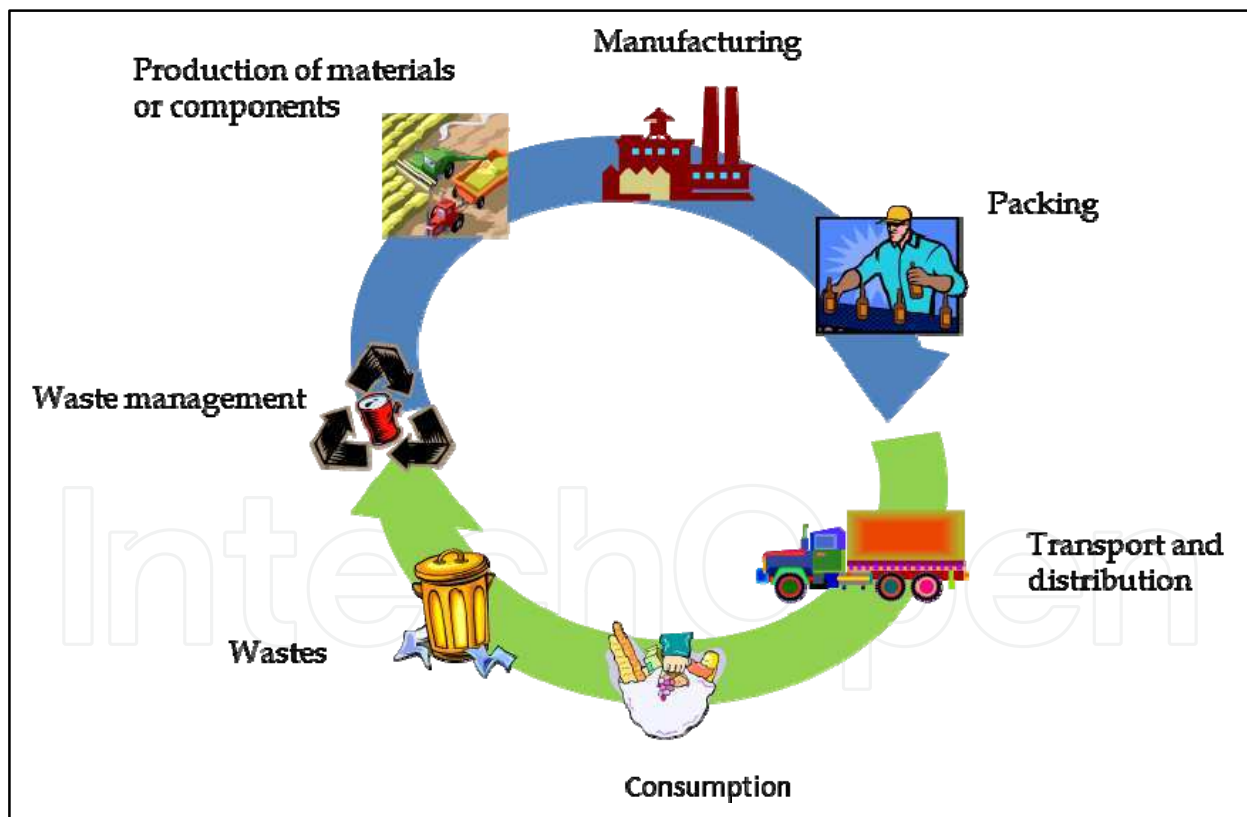 Manufacturing
Production of materials
or components
Packing
Waste management
Transport and
distribution
Wastes
Consumption
IntechOpen